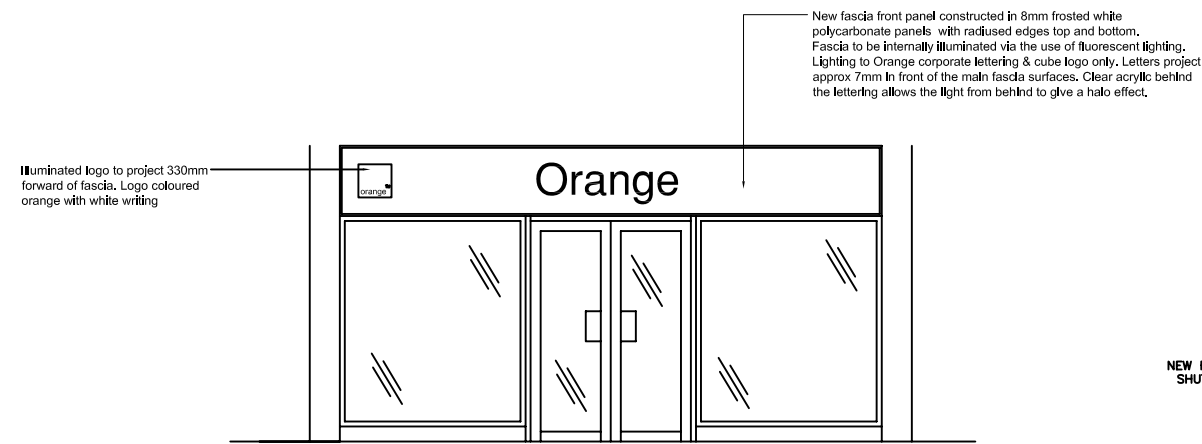 New fascia front panel constructed in 8mm frosted white
polycarbonate panels with radiused edges top and bottom.
Fascia to be internally illuminated via the use of fluorescent lighting.
Lighting to Orange corporate lettering & cube logo only. Letters project
approx 7mm in front of the main fascia surfaces. Clear acrylic behind
the lettering allows the light from behind to give a halo effect.
Illuminated logo to project 330mm
forward of fascia. Logo coloured
orange with white writing
orange
Orange
NEW